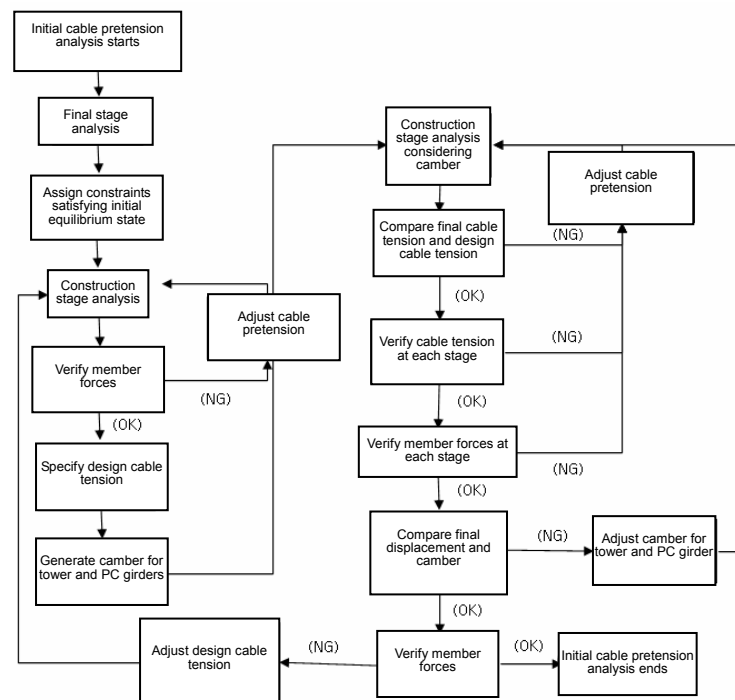 Initial cable pretension
analysis starts
Final stage
analysis
Assign constraints
satisfying initial
equilibrium state
Construction
stage analysis
Adjust cable
pretension
Verify member
forces
(NG)
(OK)
Specify design cable
tension
Generate camber for
tower and PC girders
Construction
stage analysis
considering
camber
Adjust cable
pretension
Compare final cable
tension and design
cable tension
(NG)
(OK)
Verify cable tension
at each stage
(NG)
(OK)
Verify member forces at
each stage
(NG)
(OK)
Compare final
displacement and
camber
(NG)
Adjust camber for
tower and PC girder
(OK)
Adjust design cable
tension
(NG)
Verify member
forces
(OK)
Initial cable pretension
analysis ends